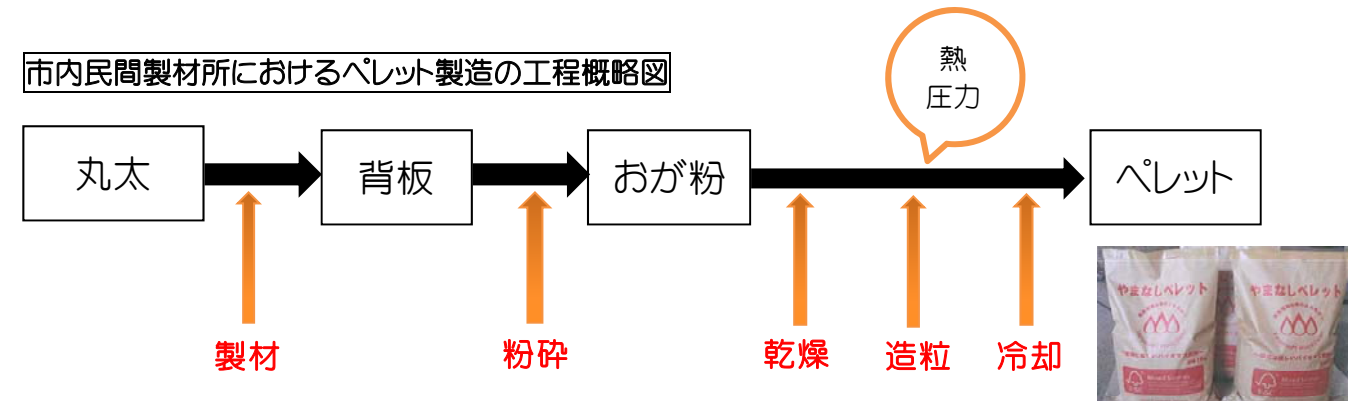 市内民間製材所におけるペレット製造の工程概略図
熱
圧力
丸太
背板
おが粉
ペレット
製材
粉砕
乾燥
造粒
冷却
やまなしペレット
やまなしペレット